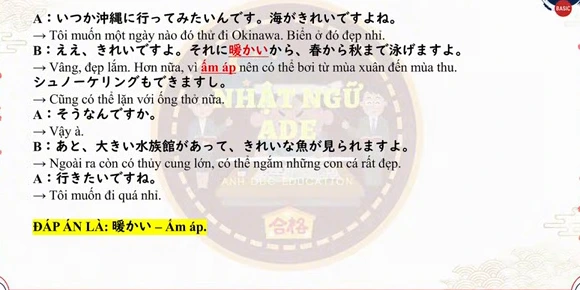 BASIC
A：いつか沖縄に行ってみたいんです。海がきれいですよね。
→ Tôi muốn một ngày nào đó thử đi Okinawa. Biển ở đó đẹp nhỉ.
B：ええ、きれいですよ。それに暖かいから、春から秋まで泳げますよ。
→ Vâng, đẹp lắm. Hơn nữa, vì ấm áp nên có thể bơi từ mùa xuân đến mùa thu.
シュノーケリングもできますし。
→ Cũng có thể lặn với ống thở nữa.
A：そうなんですか。
→ Vậy à.
B：あと、大きい水族館があって、きれいな魚が見られますよ。
→ Ngoài ra còn có thủy cung lớn, có thể ngắm những con cá rất đẹp.
A：行きたいですね。
→ Tôi muốn đi quá nhỉ.
ĐÁP ÁN LÀ: 暖かい – Ấm áp.
NHẬT NGỮ
ADE
ANH DUC EDUCATION
合格